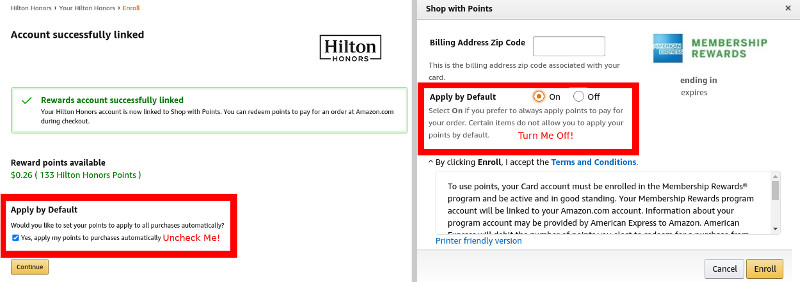 Hilton Honors › Your Hilton Honors › Enroll
Account successfully linked
Hilton
HONORS
Rewards account successfully linked
Your Hilton Honors account is now linked to Shop with Points. You can redeem points to pay for an order at Amazon.com
during checkout.
Reward points available
$0.26 ( 133 Hilton Honors Points )
Apply by Default
Would you like to set your points to apply to all purchases automatically?
Yes, apply my points to purchases automatically Uncheck Me!
Continue
Shop with Points
Billing Address Zip Code
This is the billing address zip code associated with your
card.
AMERICAN EXPRESS
MEMBERSHIP
REWARDS
ending in
expires
Apply by Default On Off
Select On if you prefer to always apply points to pay for
your order. Certain items do not allow you to apply your
points by default. Turn Me Off!
By clicking Enroll, I accept the Terms and Conditions.
To use points, your Card account must be enrolled in the Membership Rewards®
program and be active and in good standing. Your Membership Rewards program
account will be linked to your Amazon.com account. Information about your
program account may be provided by American Express to Amazon. American
Express will debit the number of points you elect to redeem for a purchase from
Printer friendly version
Cancel
Enroll